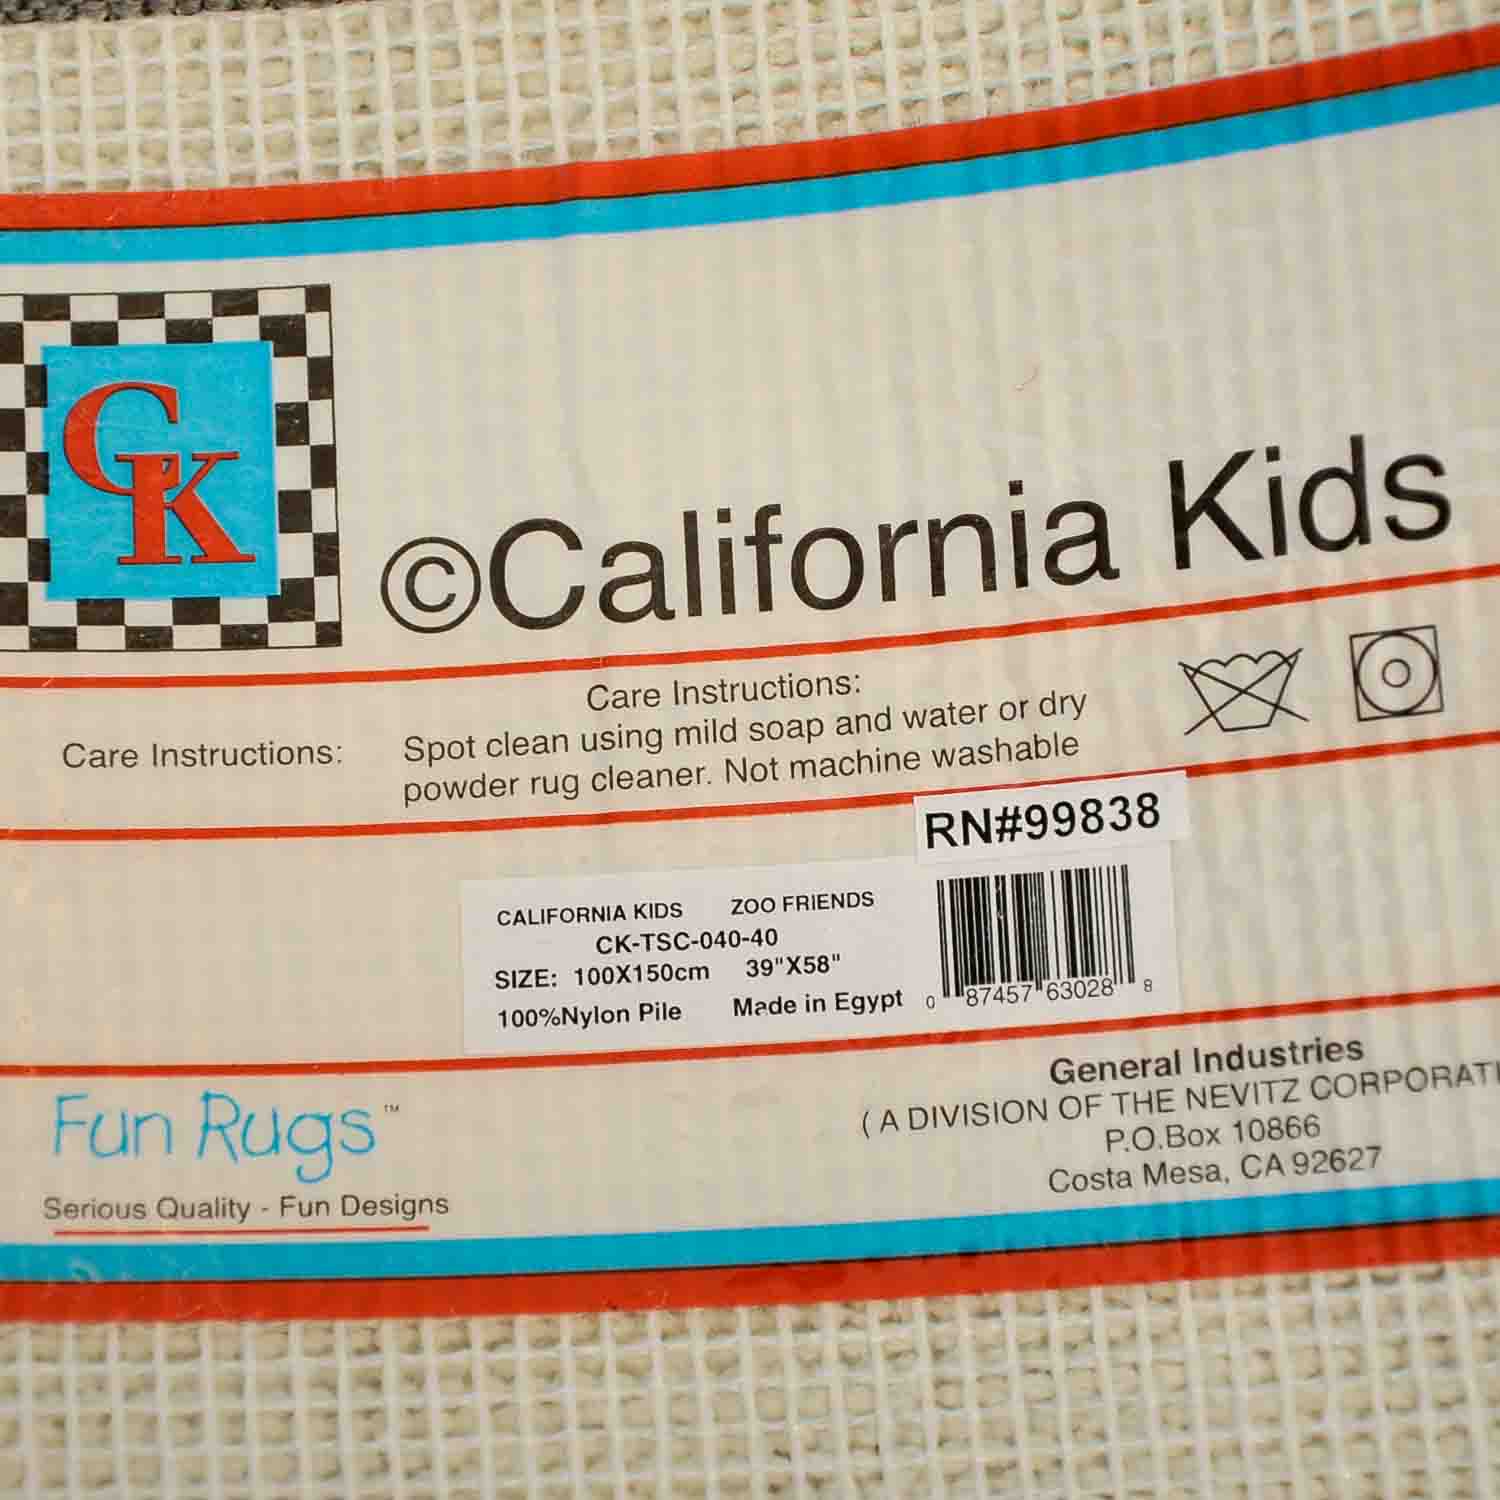 CK
©California Kids
Care Instructions:
Care Instructions:
Spot clean using mild soap and water or dry
powder rug cleaner. Not machine washable
RN#99838
CALIFORNIA KIDS ZOO FRIENDS
CK-TSC-040-40
SIZE: 100X150cm 39"X58"
100%Nylon Pile Made in Egypt
0 87457 63028 8
Fun Rugs™
Serious Quality - Fun Designs
General Industries
( A DIVISION OF THE NEVITZ CORPORATI
P.O.Box 10866
Costa Mesa, CA 92627